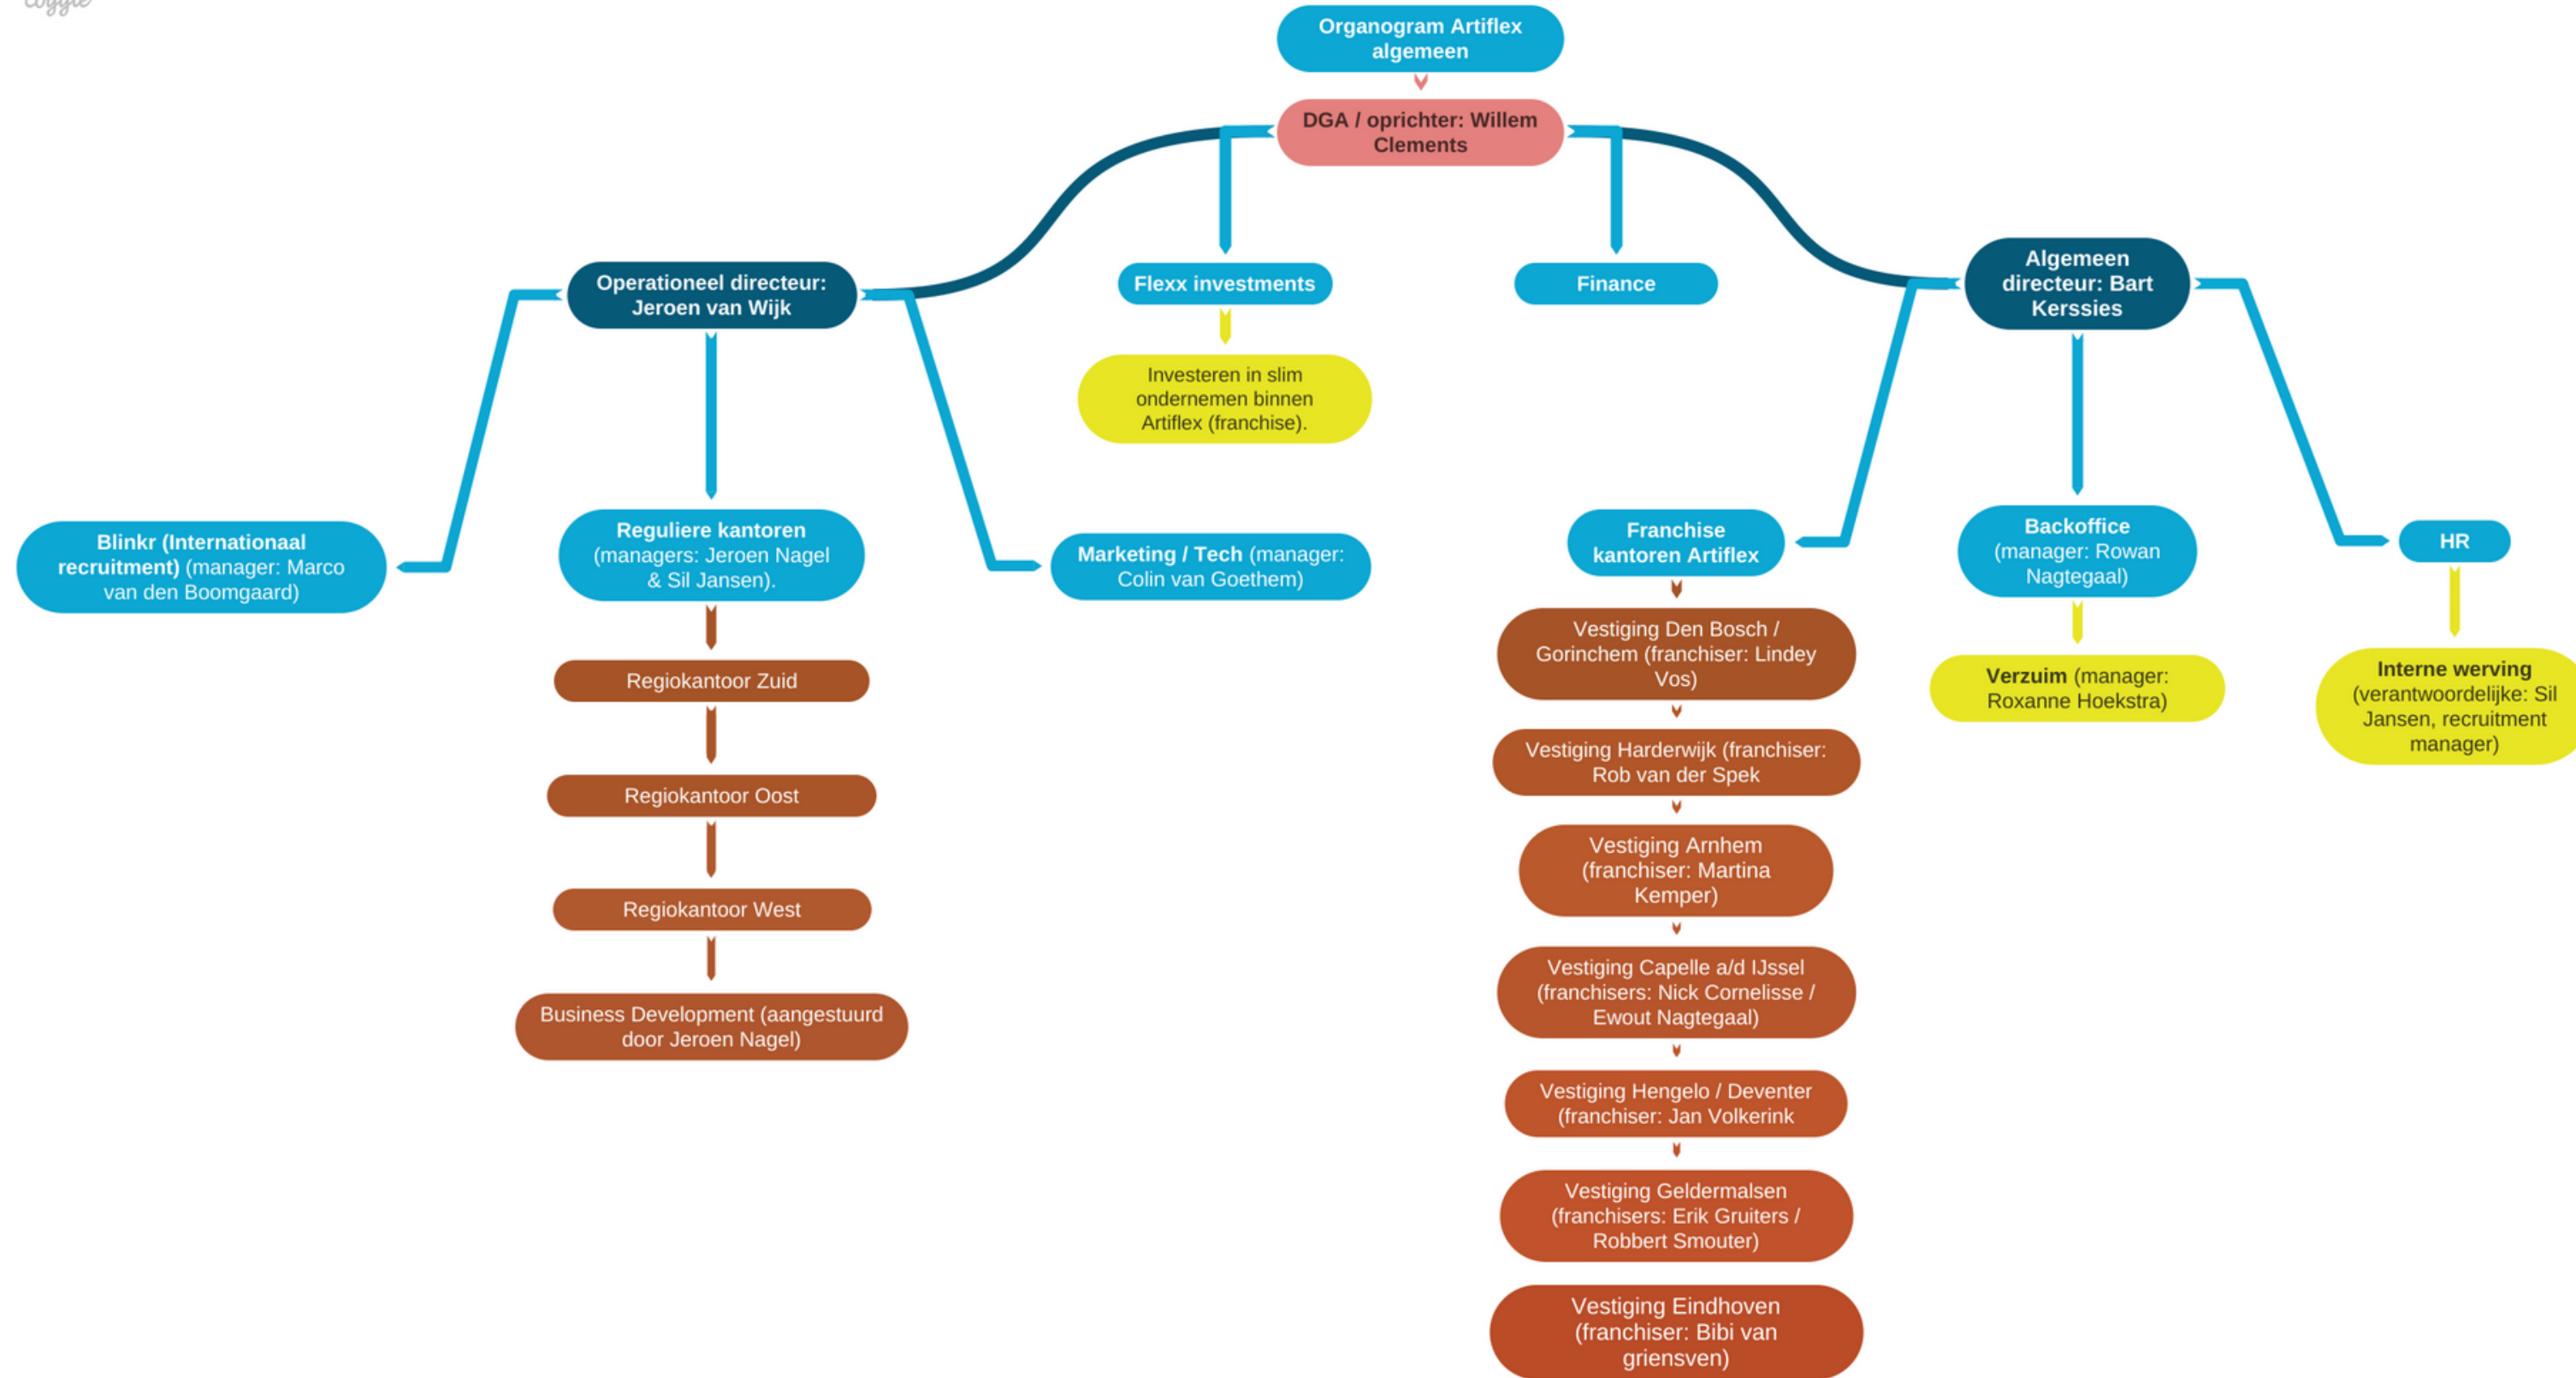 coggle
Organogram Artiflex
algemeen
DGA / oprichter: Willem
Clements
Operationeel directeur:
Jeroen van Wijk
Flexx investments
Finance
Algemeen
directeur: Bart
Kerssies
Investeren in slim
ondernemen binnen
Artiflex (franchise).
Blinkr (Internationaal
recruitment) (manager: Marco
van den Boomgaard)
Reguliere kantoren
(managers: Jeroen Nagel
& Sil Jansen).
Marketing / Tech (manager:
Colin van Goethem)
Franchise
kantoren Artiflex
Backoffice
(manager: Rowan
Nagtegaal)
HR
Regiokantoor Zuid
Regiokantoor Oost
Regiokantoor West
Business Development (aangestuurd
door Jeroen Nagel)
Vestiging Den Bosch /
Gorinchem (franchiser: Lindey
Vos)
Vestiging Harderwijk (franchiser:
Rob van der Spek
Vestiging Arnhem
(franchiser: Martina
Kemper)
Vestiging Capelle a/d IJssel
(franchisers: Nick Cornelisse /
Ewout Nagtegaal)
Vestiging Hengelo / Deventer
(franchiser: Jan Volkerink
Vestiging Geldermalsen
(franchisers: Erik Gruiters /
Robbert Smouter)
Vestiging Eindhoven
(franchiser: Bibi van
griensven)
Verzuim (manager:
Roxanne Hoekstra)
Interne werving
(verantwoordelijke: Sil
Jansen, recruitment
manager)